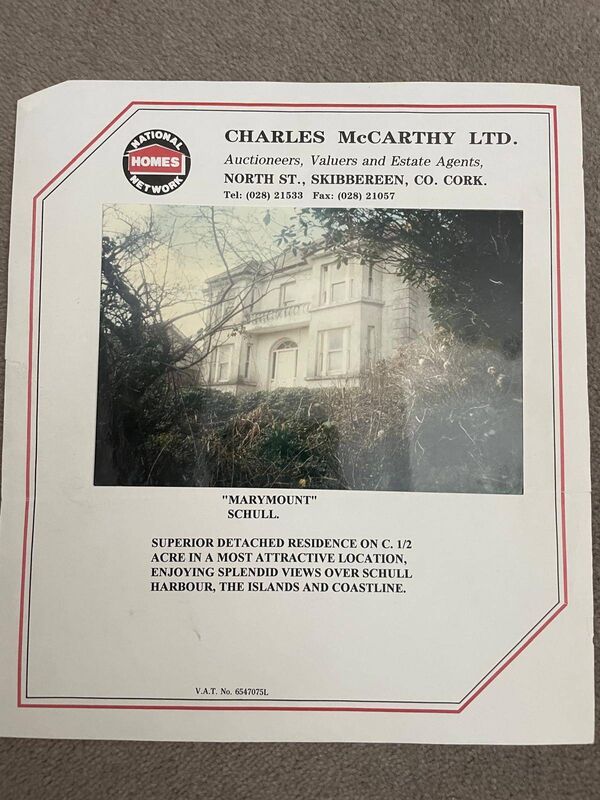 NATIONAL
HOMES
NETWORK
CHARLES McCARTHY LTD.
Auctioneers, Valuers and Estate Agents,
NORTH ST., SKIBBEREEN, CO. CORK.
Tel: (028) 21533 Fax: (028) 21057
"MARYMOUNT"
SCHULL.
SUPERIOR DETACHED RESIDENCE ON C. 1/2
ACRE IN A MOST ATTRACTIVE LOCATION,
ENJOYING SPLENDID VIEWS OVER SCHULL
HARBOUR, THE ISLANDS AND COASTLINE.
V.A.T. No. 6547075L